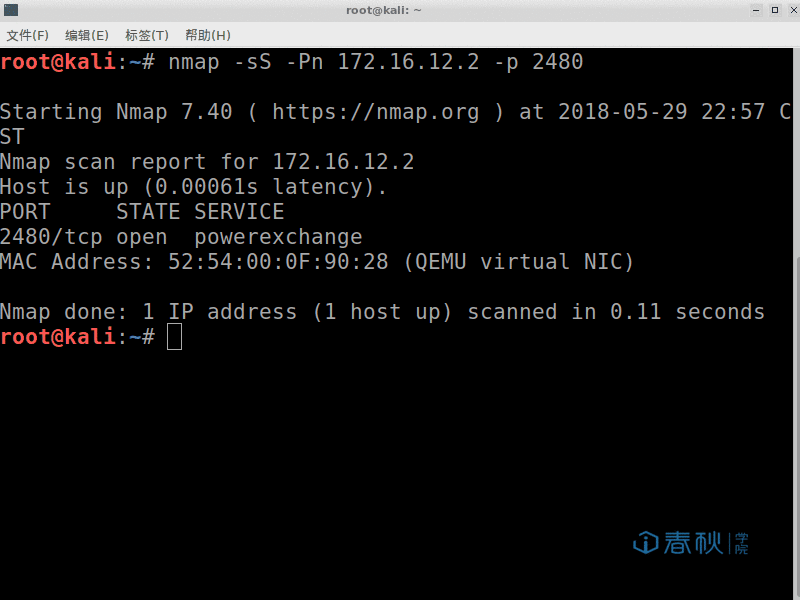 root@kali: ~
文件(F) 编辑(E) 标签(T) 帮助(H)
root@kali:~# nmap -sS -Pn 172.16.12.2 -p 2480
Starting Nmap 7.40 ( https://nmap.org ) at 2018-05-29 22:57 C
ST
Nmap scan report for 172.16.12.2
Host is up (0.00061s latency).
PORT     STATE SERVICE
2480/tcp open  powerexchange
MAC Address: 52:54:00:0F:90:28 (QEMU virtual NIC)
Nmap done: 1 IP address (1 host up) scanned in 0.11 seconds
root@kali:~#
春秋学院